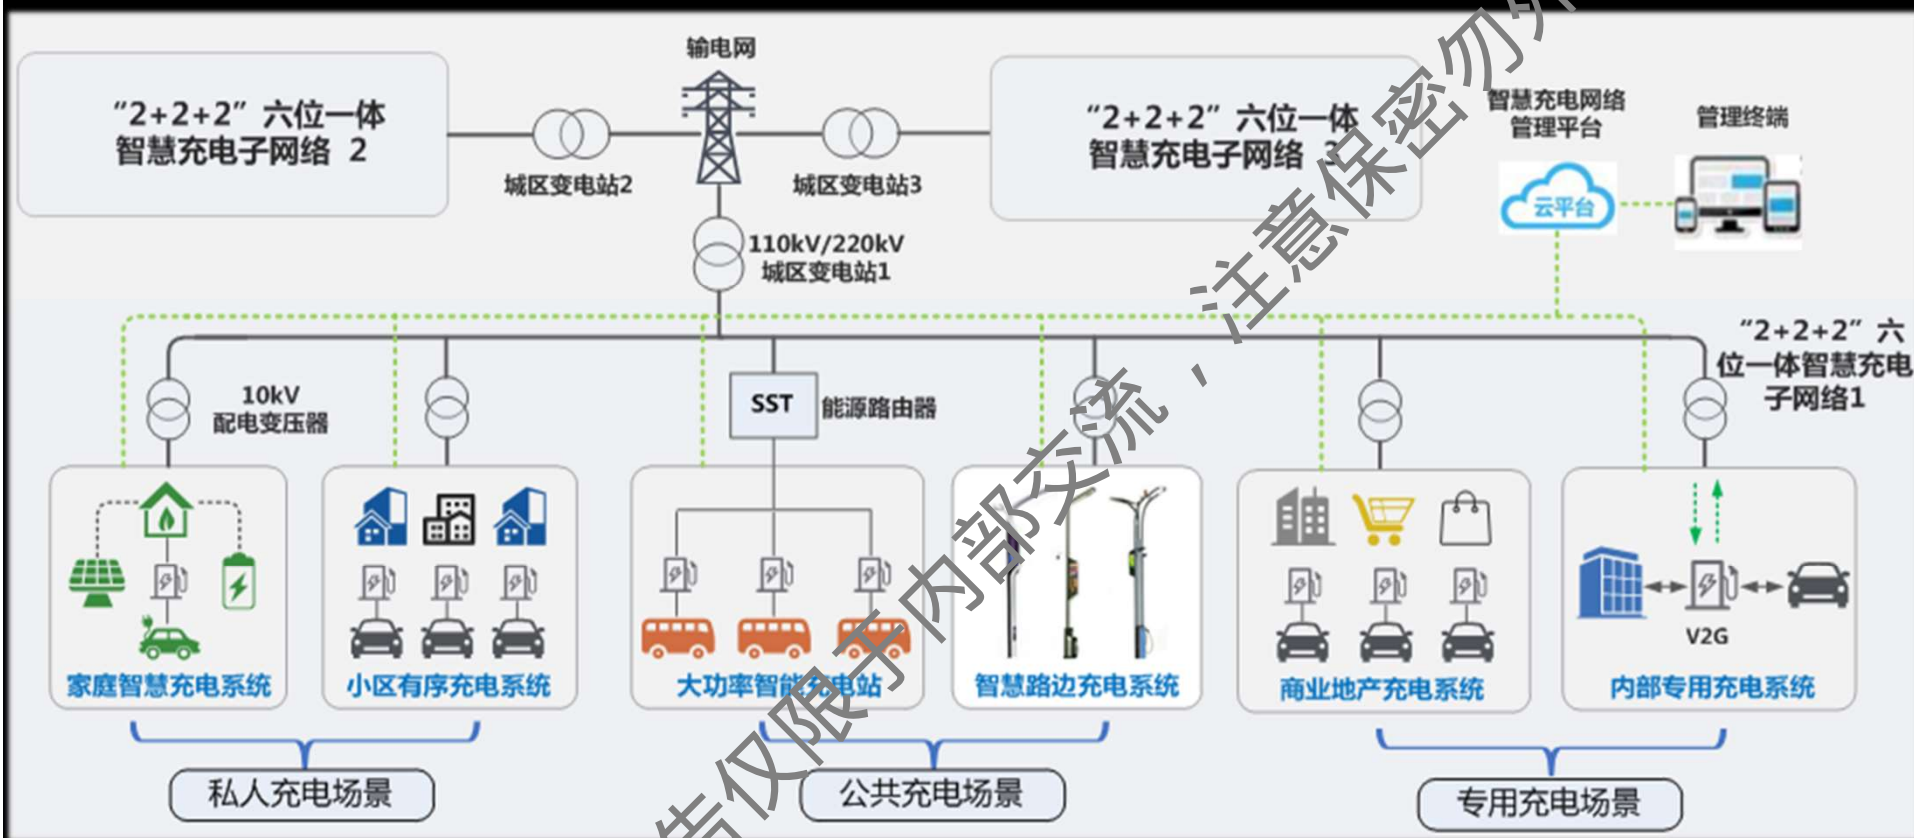 输电网
“2+2+2” 六位一体
智慧充电子网络 2
城区变电站2
城区变电站3
“2+2+2” 六位一体
智慧充电子网络
智慧充电网络
管理平台
管理终端
云平台
110kV/220kV
城区变电站1
“2+2+2” 六
位一体智慧充电
子网络1
10kV
配电变压器
SST
能源路由器
V2G
家庭智慧充电系统
小区有序充电系统
大功率智能充电站
智慧路边充电系统
商业地产充电系统
内部专用充电系统
私人充电场景
公共充电场景
专用充电场景
告仅限于内部交流，注意保密勿外